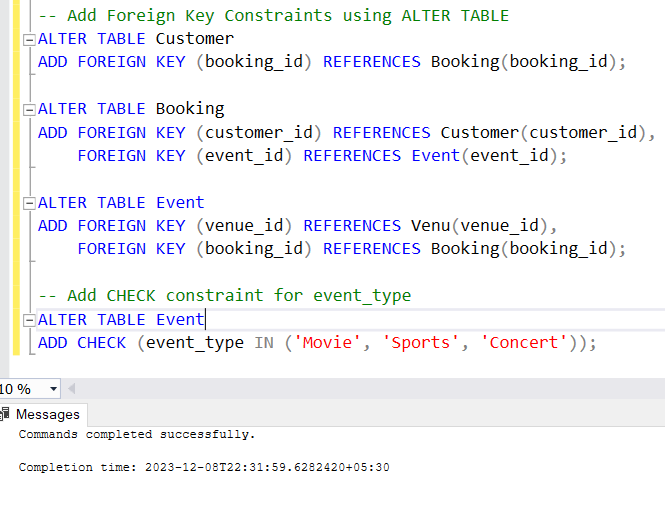 -- Add Foreign Key Constraints using ALTER TABLE
ALTER TABLE Customer
ADD FOREIGN KEY (booking_id) REFERENCES Booking(booking_id);
ALTER TABLE Booking
ADD FOREIGN KEY (customer_id) REFERENCES Customer(customer_id),
FOREIGN KEY (event_id) REFERENCES Event(event_id);
ALTER TABLE Event
ADD FOREIGN KEY (venue_id) REFERENCES Venu(venue_id),
FOREIGN KEY (booking_id) REFERENCES Booking(booking_id);
-- Add CHECK constraint for event_type
ALTER TABLE Event
ADD CHECK (event_type IN ('Movie', 'Sports', 'Concert'));
10 %
Messages
Commands completed successfully.
Completion time: 2023-12-08T22:31:59.6282420+05:30